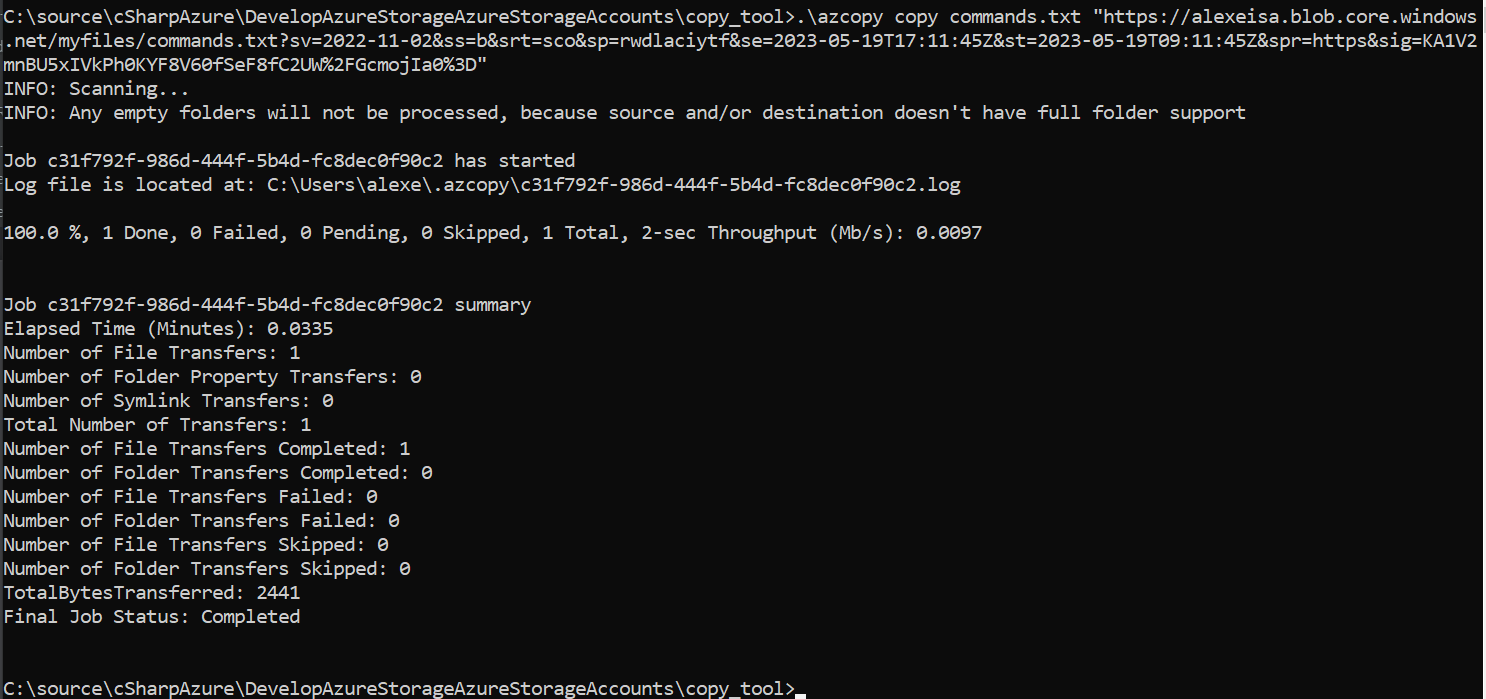 C:\source\cSharpAzure\DevelopAzureStorageAzureStorageAccounts\copy_tool>.\azcopy copy commands.txt "https://alexeisa.blob.core.windows
.net/myfiles/commands.txt?sv=2022-11-02&ss=b&srt=sco&sp=rwdlaciytf&se=2023-05-19T17:11:45Z&st=2023-05-19T09:11:45Z&spr=https&sig=KA1V2
mnBU5xIVkPh0KYF8V60fSeF8fC2UW%2FGcmojIa0%3D"
INFO: Scanning...
INFO: Any empty folders will not be processed, because source and/or destination doesn't have full folder support
Job c31f792f-986d-444f-5b4d-fc8dec0f90c2 has started
Log file is located at: C:\Users\alexe\.azcopy\c31f792f-986d-444f-5b4d-fc8dec0f90c2.log
100.0 %, 1 Done, 0 Failed, 0 Pending, 0 Skipped, 1 Total, 2-sec Throughput (Mb/s): 0.0097
Job c31f792f-986d-444f-5b4d-fc8dec0f90c2 summary
Elapsed Time (Minutes): 0.0335
Number of File Transfers: 1
Number of Folder Property Transfers: 0
Number of Symlink Transfers: 0
Total Number of Transfers: 1
Number of File Transfers Completed: 1
Number of Folder Transfers Completed: 0
Number of File Transfers Failed: 0
Number of Folder Transfers Failed: 0
Number of File Transfers Skipped: 0
Number of Folder Transfers Skipped: 0
TotalBytesTransferred: 2441
Final Job Status: Completed
C:\source\cSharpAzure\DevelopAzureStorageAzureStorageAccounts\copy_tool>